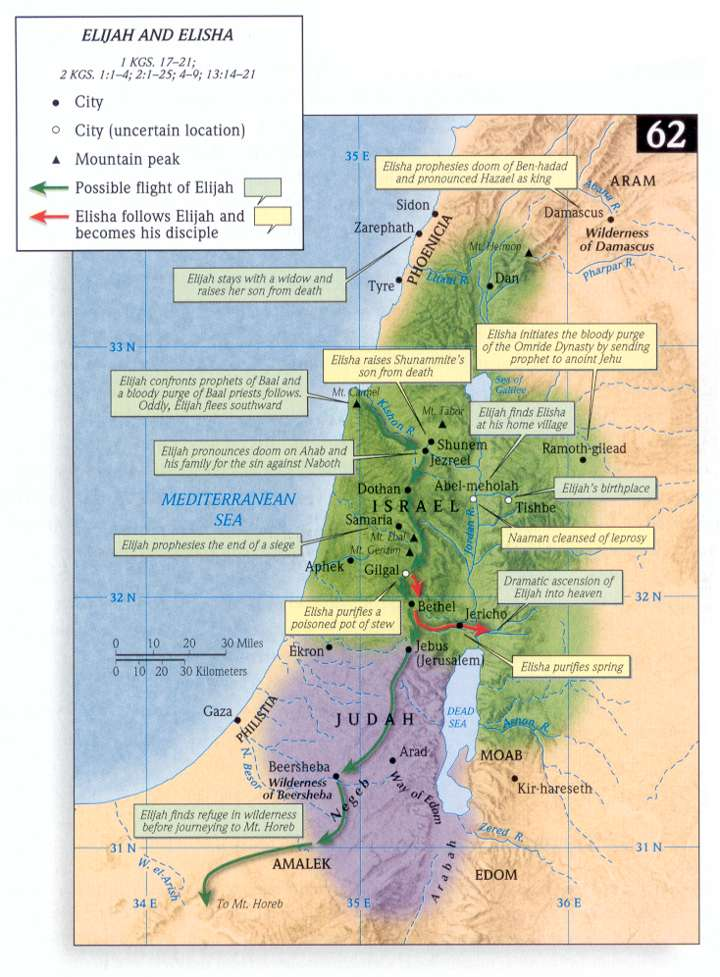 ELIJAH AND ELISHA
1 KGS. 17–21;
2 KGS. 1:1–4; 2:1–25; 4–9; 13:14–21
City
City (uncertain location)
Mountain peak
Possible flight of Elijah
Elisha follows Elijah and
becomes his disciple
62
35 E
Elisha prophesies doom of Ben-hadad
and pronounced Hazael as king
ARAM
Abana R.
Sidon
Damascus
Zarephath
Wilderness
of Damascus
PHOENICIA
Mt. Hermon
Pharpar R.
Litani R.
Dan
Tyre
Elijah stays with a widow and
raises her son from death
33 N
Elisha initiates the bloody purge
of the Omride Dynasty by sending
prophet to anoint Jehu
Elisha raises Shunammite's
son from death
Elijah confronts prophets of Baal and
a bloody purge of Baal priests follows.
Oddly, Elijah flees southward
Sea of
Galilee
Mt. Carmel
Kishon R.
Mt. Tabor
Elijah finds Elisha
at his home village
Shunem
Jezreel
Ramoth-gilead
Elijah pronounces doom on Ahab and
his family for the sin against Naboth
Dothan
Abel-meholah
Elijah's birthplace
MEDITERRANEAN
SEA
ISRAEL
Tishbe
Samaria
Jordan R.
Elijah prophesies the end of a siege
Mt. Ebal
Mt. Gerizim
Naaman cleansed of leprosy
Aphek
Gilgal
Dramatic ascension of
Elijah into heaven
32 N
32 N
Bethel
Jericho
Elisha purifies a
poisoned pot of stew
0 10 20 30 Miles
0 10 20 30 Kilometers
Ekron
Jebus
(Jerusalem)
Elisha purifies spring
Gaza
PHILISTIA
JUDAH
DEAD
SEA
Arnon R.
N. Besor
Arad
MOAB
Beersheba
Wilderness
of Beersheba
Negeb
Way of Edom
Kir-hareseth
Elijah finds refuge in wilderness
before journeying to Mt. Horeb
Zered R.
31 N
31 N
AMALEK
W. el-Arish
Arabah
EDOM
To Mt. Horeb
34 E
35 E
36 E